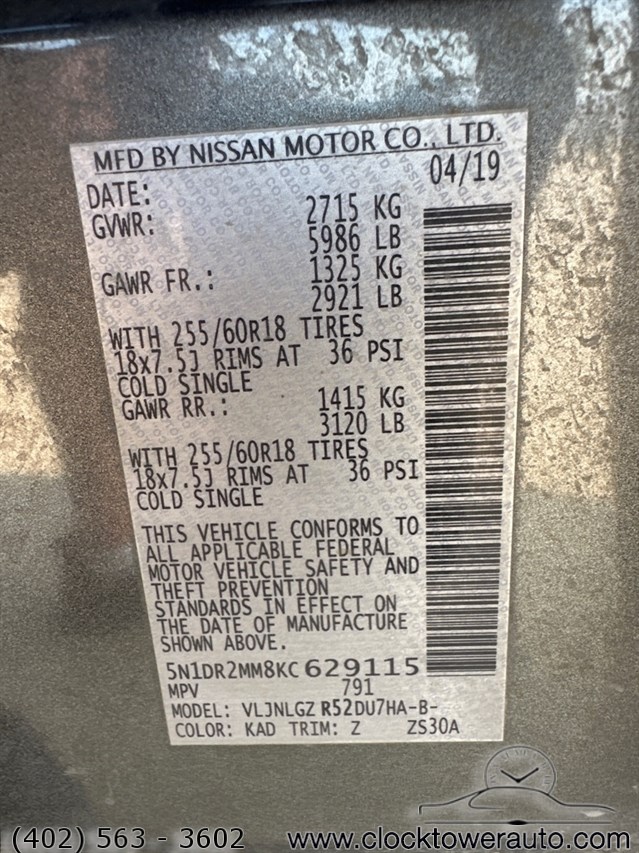 MFD BY NISSAN MOTOR CO., LTD.
DATE: 04/19
GVWR: 2715 KG
5986 LB
GAWR FR.: 1325 KG
2921 LB
WITH 255/60R18 TIRES
18x7.5J RIMS AT 36 PSI
COLD SINGLE
GAWR RR.: 1415 KG
3120 LB
WITH 255/60R18 TIRES
18x7.5J RIMS AT 36 PSI
COLD SINGLE
THIS VEHICLE CONFORMS TO
ALL APPLICABLE FEDERAL
MOTOR VEHICLE SAFETY AND
THEFT PREVENTION
STANDARDS IN EFFECT ON
THE DATE OF MANUFACTURE
SHOWN ABOVE.
5N1DR2MM8KC629115
MPV 791
MODEL: VLJNLGZ R52DU7HA-B-
COLOR: KAD TRIM: Z ZS30A
(402) 563 - 3602 www.clocktowerauto.com